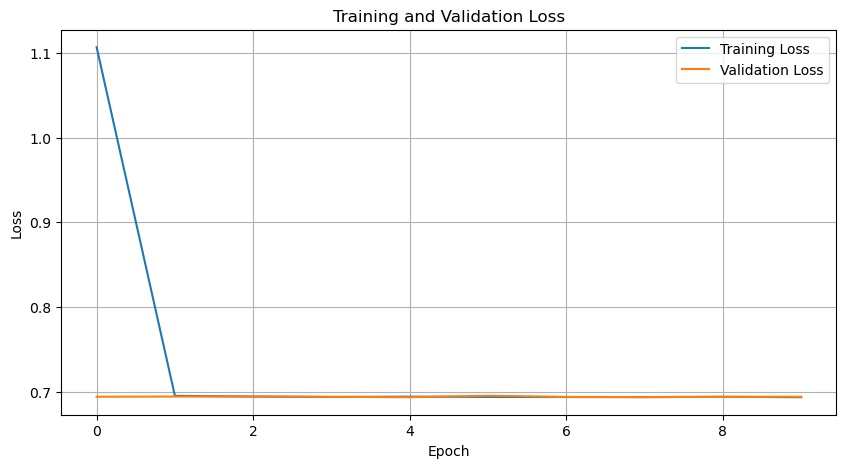 Training and Validation Loss
Training Loss
Validation Loss
1.1
1.0
0.9
0.8
0.7
Loss
0
2
4
6
8
Epoch